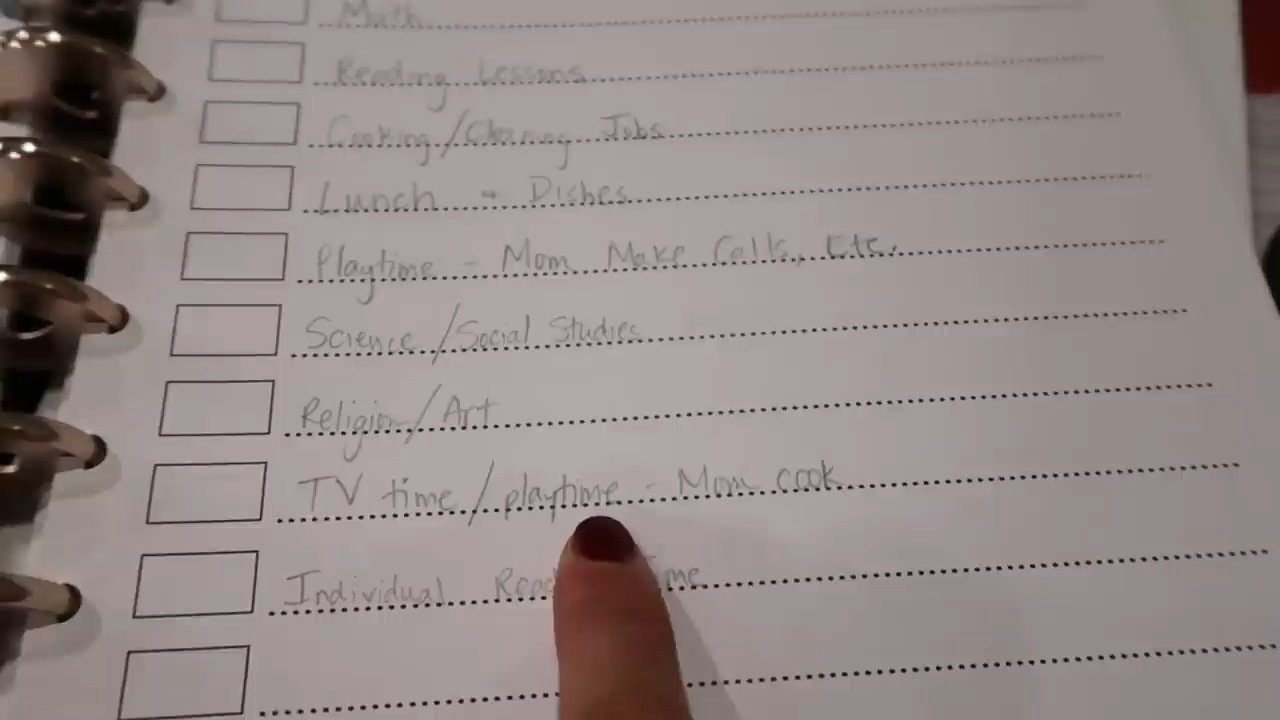 Math
Reading Lessons
Cooking/Cleaning Jobs
Lunch + Dishes
Playtime - Mom Make Calls, Etc.
Science/Social Studies
Religion/Art
TV time/playtime - Mom cook
Individual